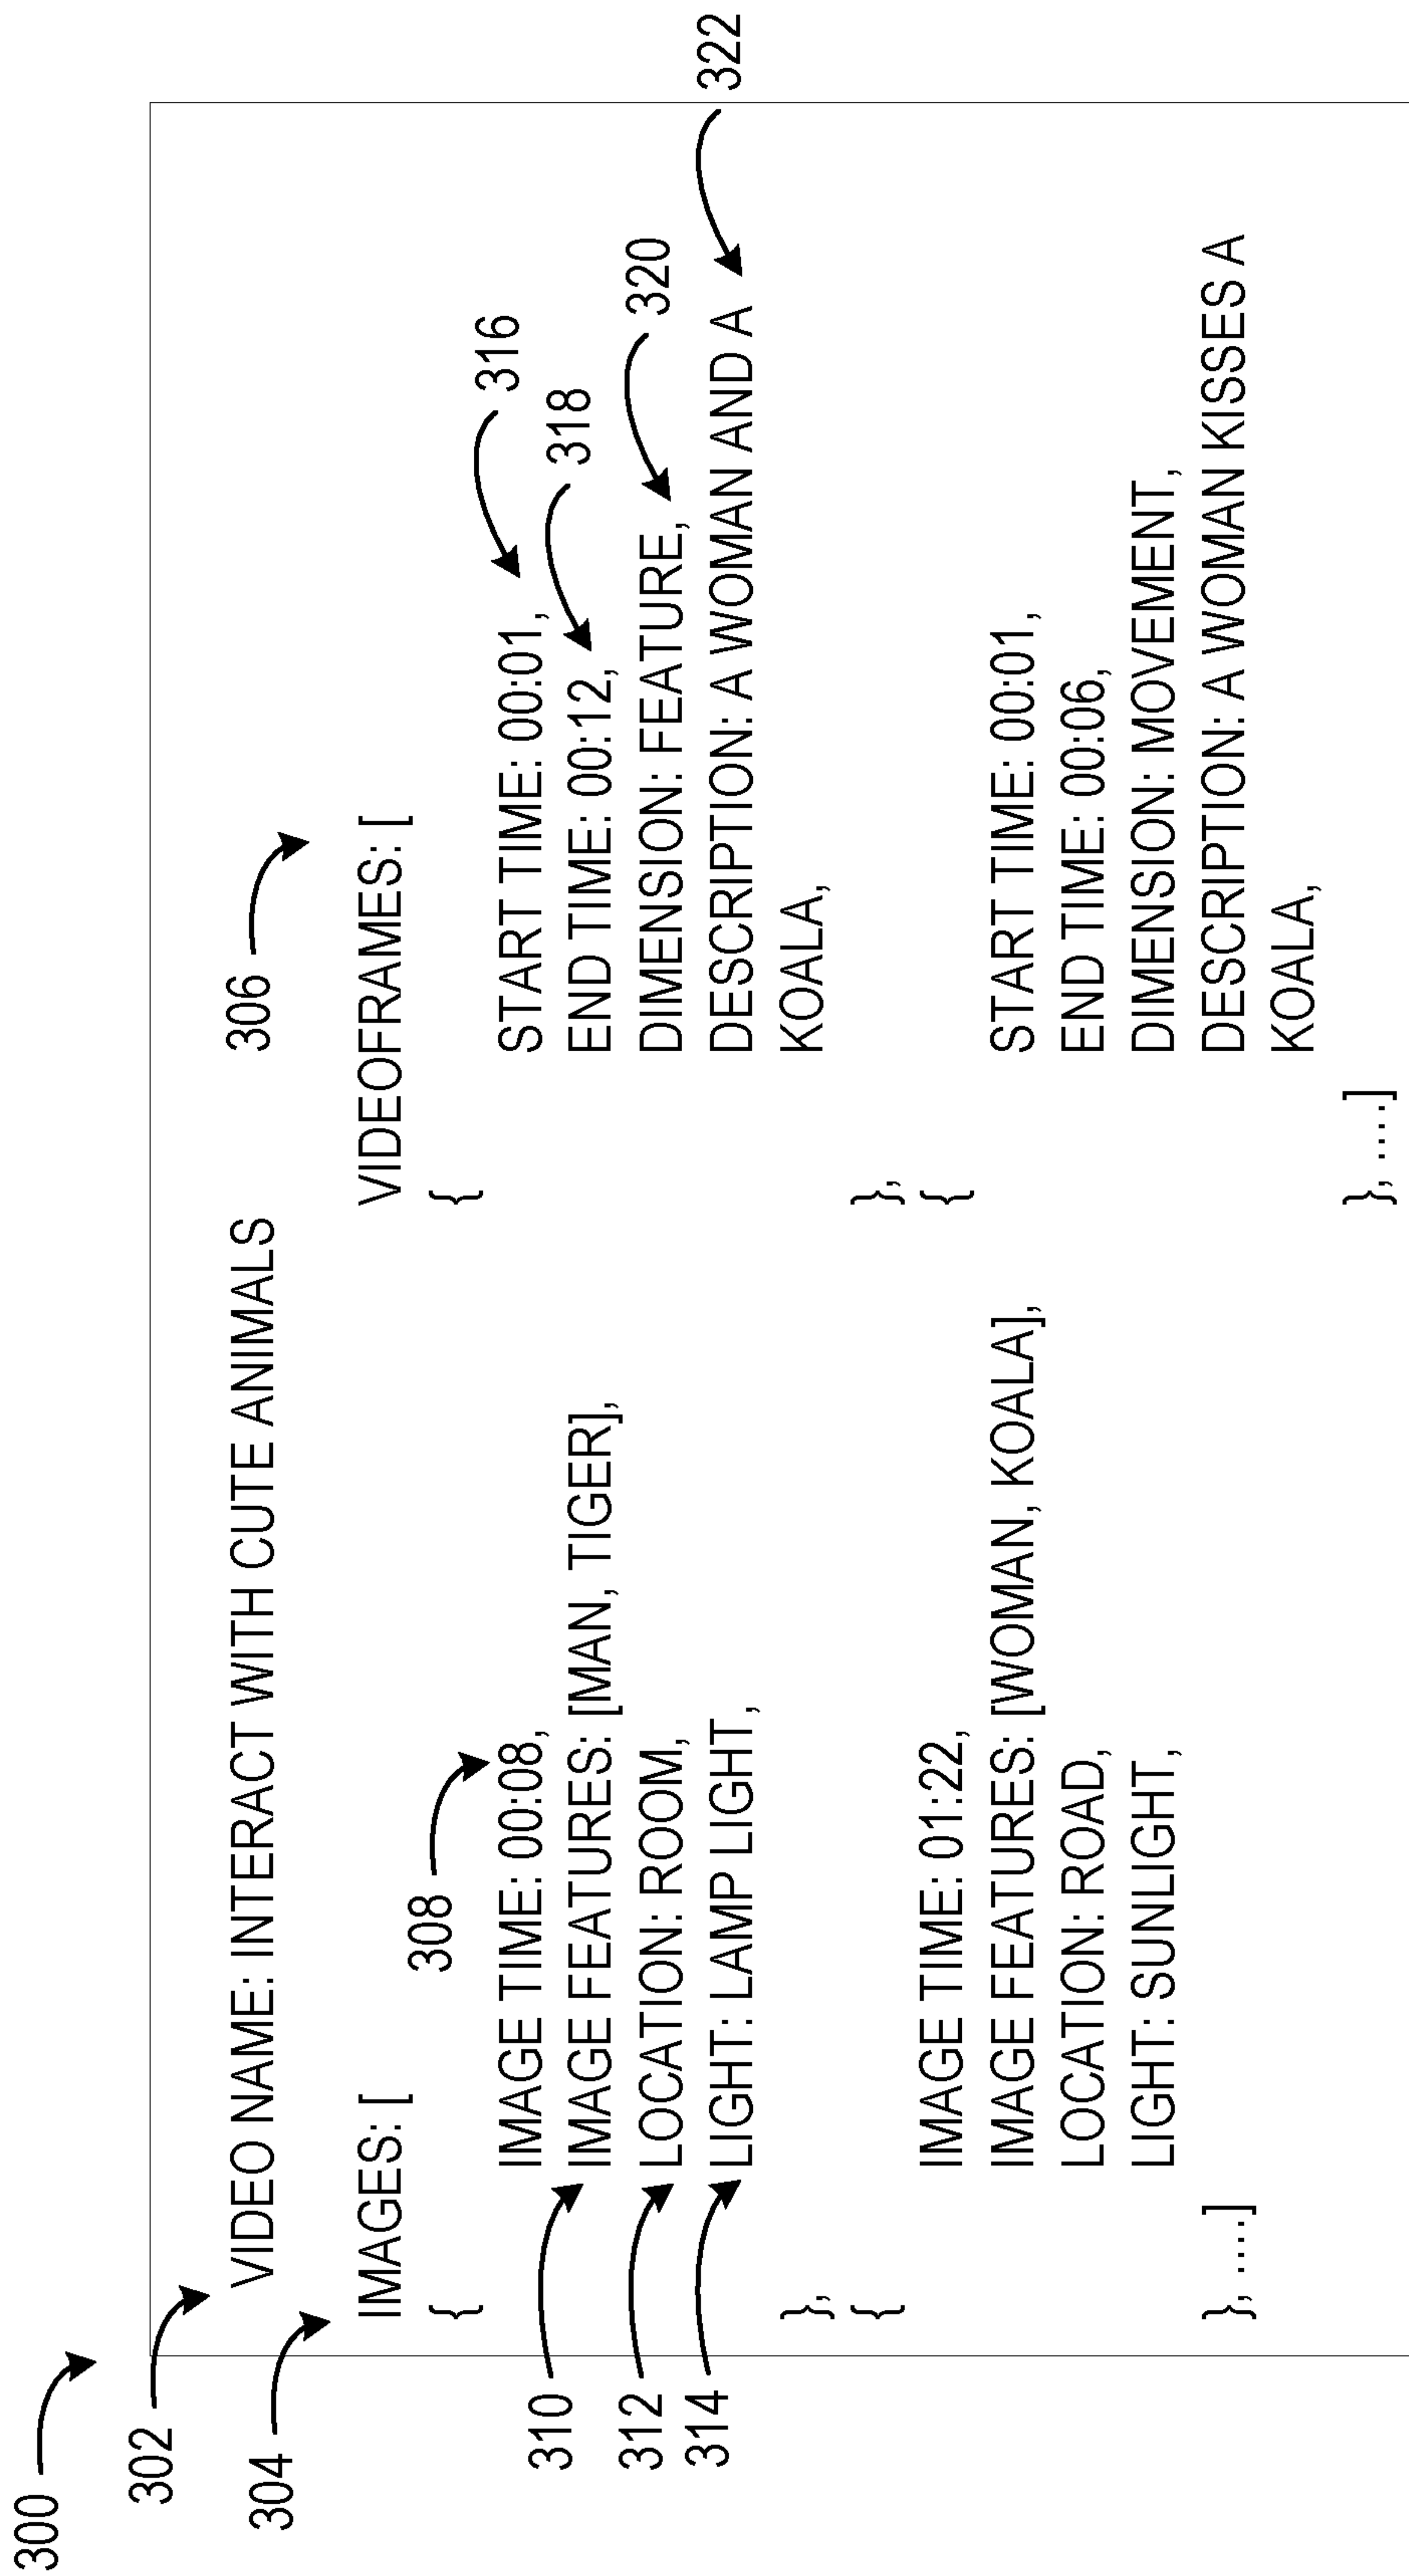 300
302
VIDEO NAME: INTERACT WITH CUTE ANIMALS
304
IMAGES: [
{
308
IMAGE TIME: 00:08,
310
IMAGE FEATURES: [MAN, TIGER],
312
LOCATION: ROOM,
314
LIGHT: LAMP LIGHT,
},
{
IMAGE TIME: 01:22,
IMAGE FEATURES: [WOMAN, KOALA],
LOCATION: ROAD,
LIGHT: SUNLIGHT,
}, ....]
306
VIDEOFRAMES: [
{
316
START TIME: 00:01,
318
END TIME: 00:12,
320
DIMENSION: FEATURE,
322
DESCRIPTION: A WOMAN AND A
KOALA,
},
{
START TIME: 00:01,
END TIME: 00:06,
DIMENSION: MOVEMENT,
DESCRIPTION: A WOMAN KISSES A
KOALA,
}, ....]